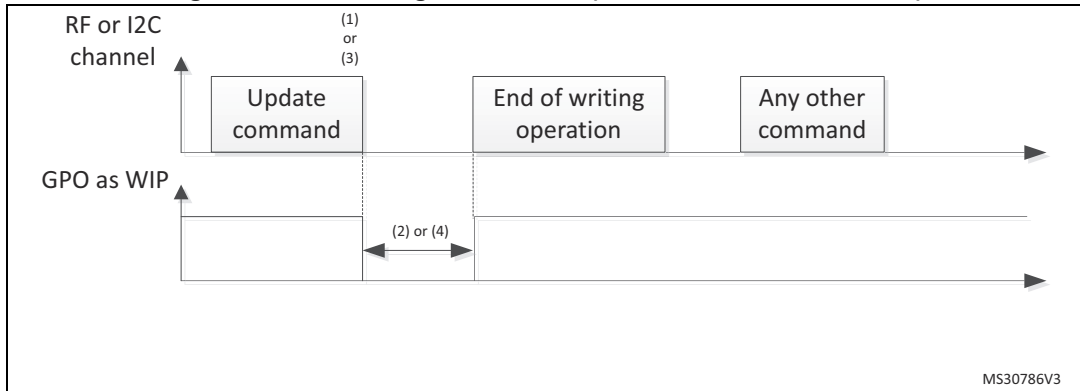 RF or I2C
channel
(1)
or
(3)
Update
command
End of writing
operation
Any other
command
GPO as WIP
(2) or (4)
MS30786V3